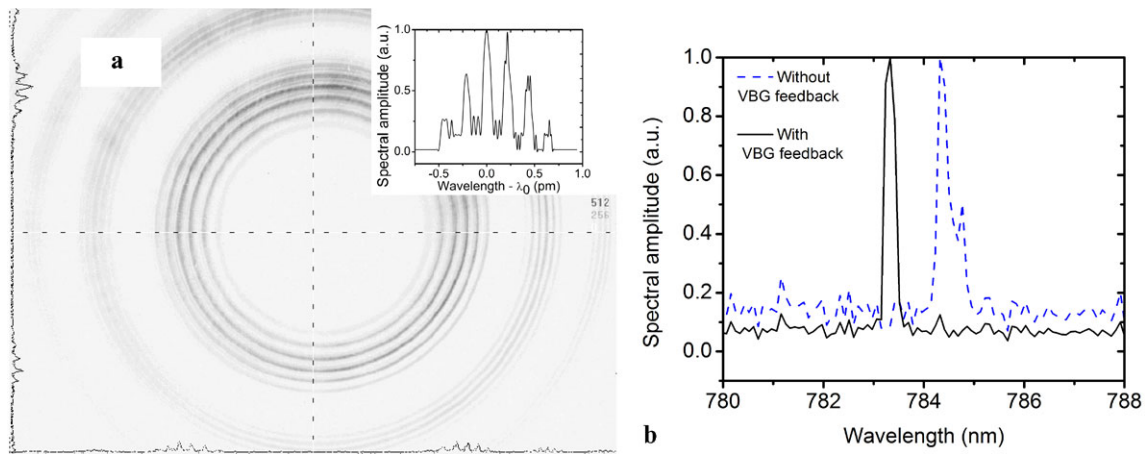 a
Spectral amplitude (a.u.)
1.0
0.5
0.0
-0.5 0.0 0.5 1.0
Wavelength - λ0 (pm)
512
256
Spectral amplitude (a.u.)
1.0
0.8
0.6
0.4
0.2
0.0
Without
VBG feedback
With
VBG feedback
780 782 784 786 788
Wavelength (nm)
b